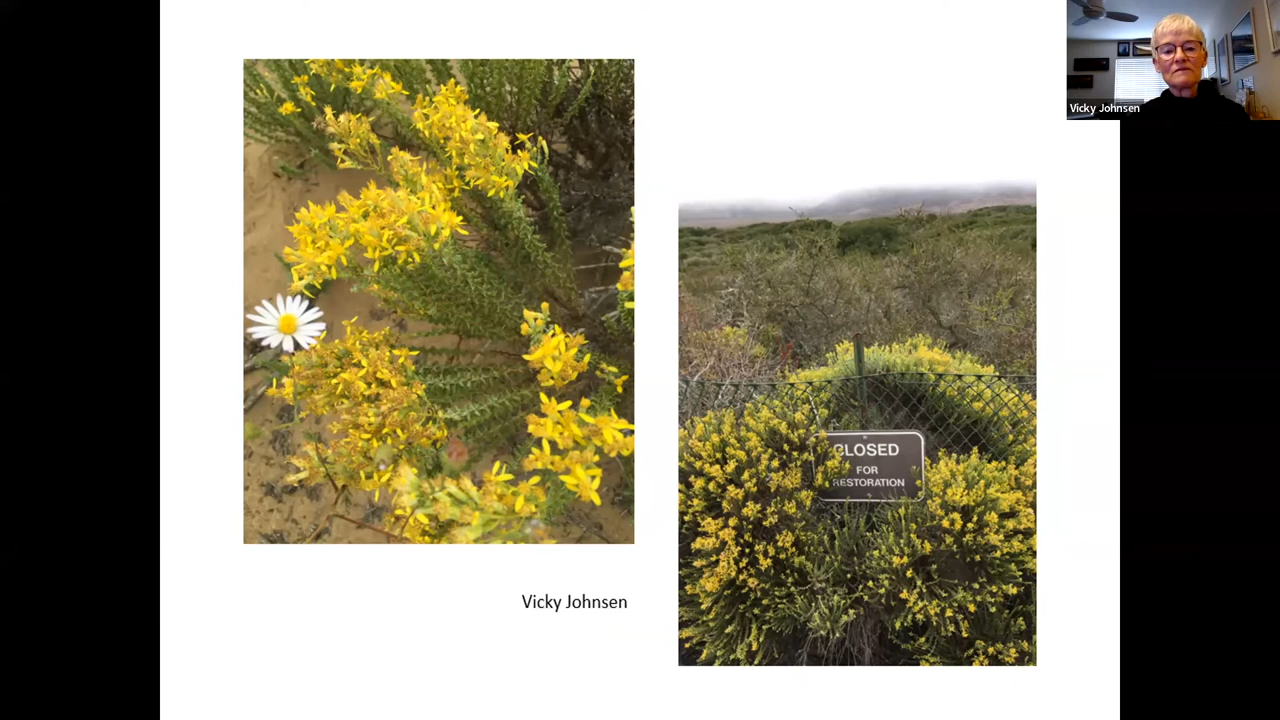 Vicky Johnsen
CLOSED
FOR
RESTORATION
Vicky Johnsen